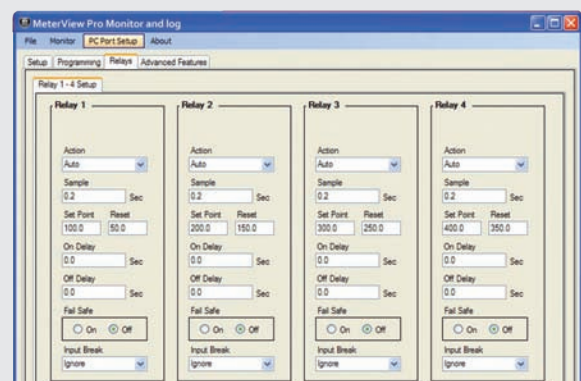 MeterView Pro Monitor and log
File Monitor PC Port Setup About
Setup Programming Relays Advanced Features
Relay 1 - 4 Setup
Relay 1 Relay 2 Relay 3 Relay 4
Action Action Action Action
Auto Auto Auto Auto
Sample Sample Sample Sample
0.2 Sec 0.2 Sec 0.2 Sec 0.2 Sec
Set Point Reset Set Point Reset Set Point Reset Set Point Reset
100.0 50.0 200.0 150.0 300.0 250.0 400.0 350.0
On Delay On Delay On Delay On Delay
0.0 Sec 0.0 Sec 0.0 Sec 0.0 Sec
Off Delay Off Delay Off Delay Off Delay
0.0 Sec 0.0 Sec 0.0 Sec 0.0 Sec
Fail Safe Fail Safe Fail Safe Fail Safe
On Off On Off On Off On Off
Input Break Input Break Input Break Input Break
Ignore Ignore Ignore Ignore